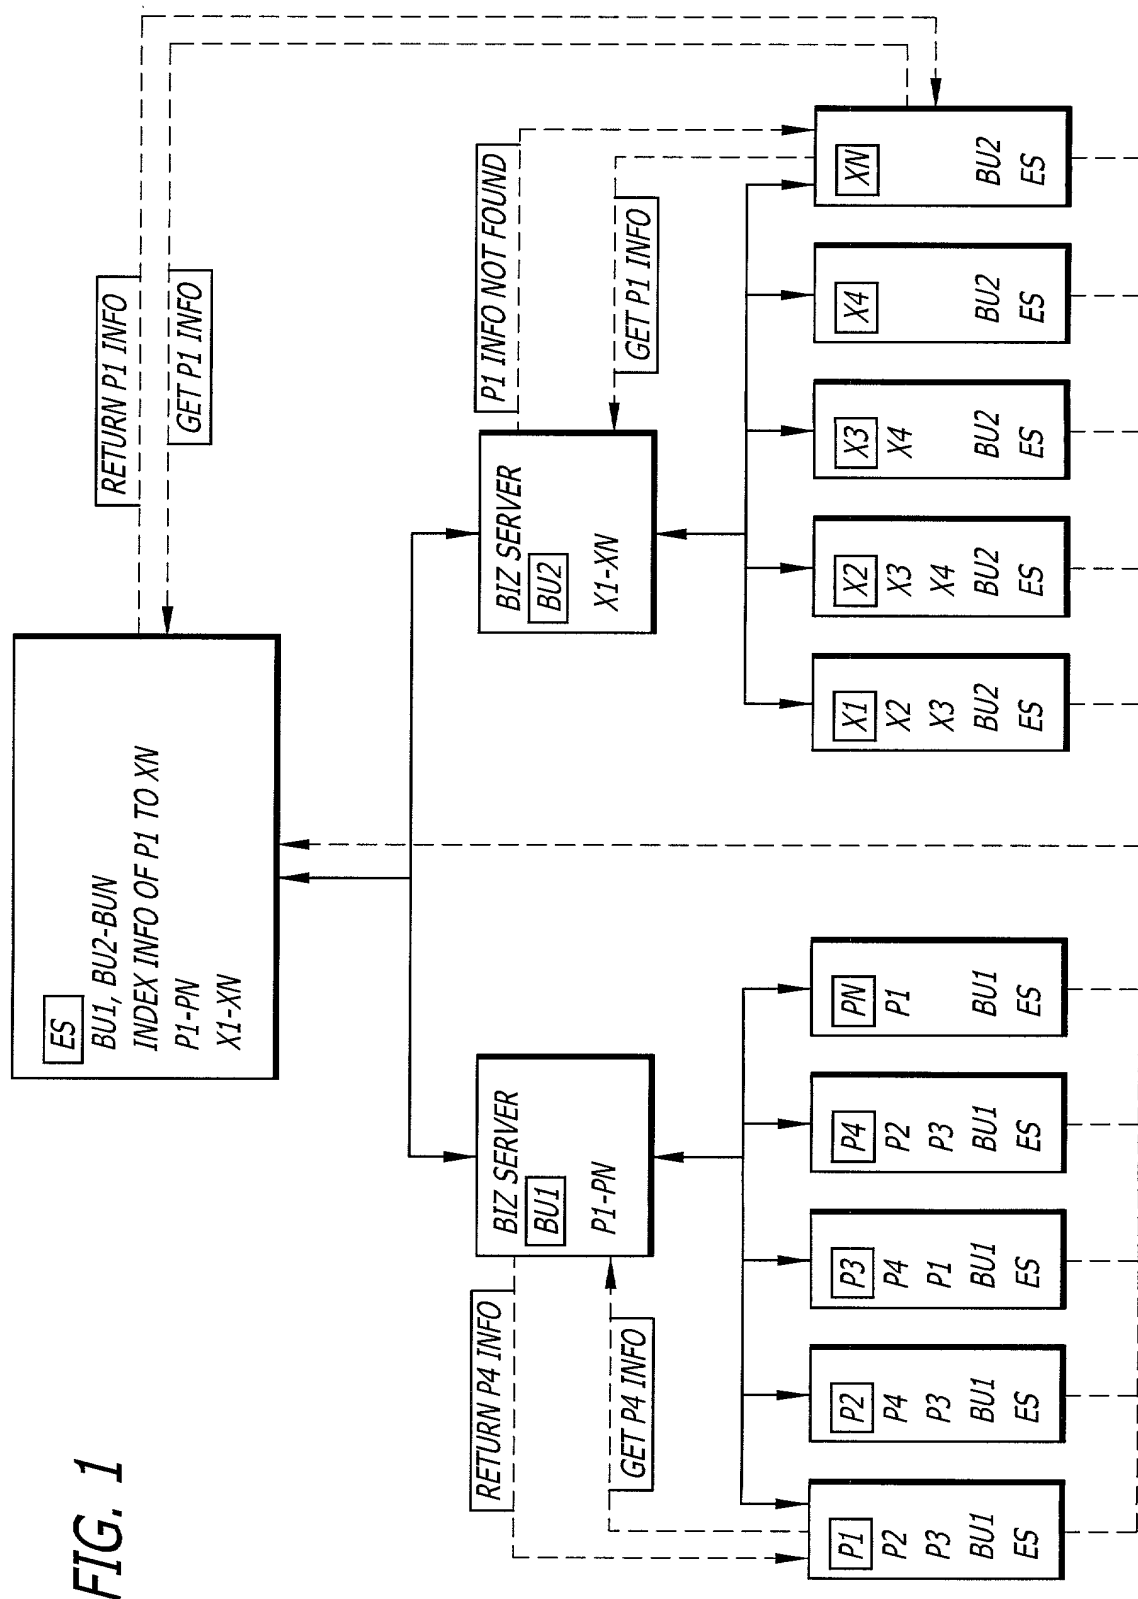 FIG. 1
ES
BU1, BU2-BUN
INDEX INFO OF P1 TO XN
P1-PN
X1-XN
RETURN P1 INFO
GET P1 INFO
RETURN P4 INFO
GET P4 INFO
BIZ SERVER
BU1
P1-PN
BIZ SERVER
BU2
X1-XN
P1 INFO NOT FOUND
GET P1 INFO
P1
P2
P3
BU1
ES
P2
P4
P3
BU1
ES
P3
P4
P1
BU1
ES
P4
P2
P3
BU1
ES
PN
P1
BU1
ES
X1
X2
X3
BU2
ES
X2
X3
X4
BU2
ES
X3
X4
BU2
ES
X4
BU2
ES
XN
BU2
ES